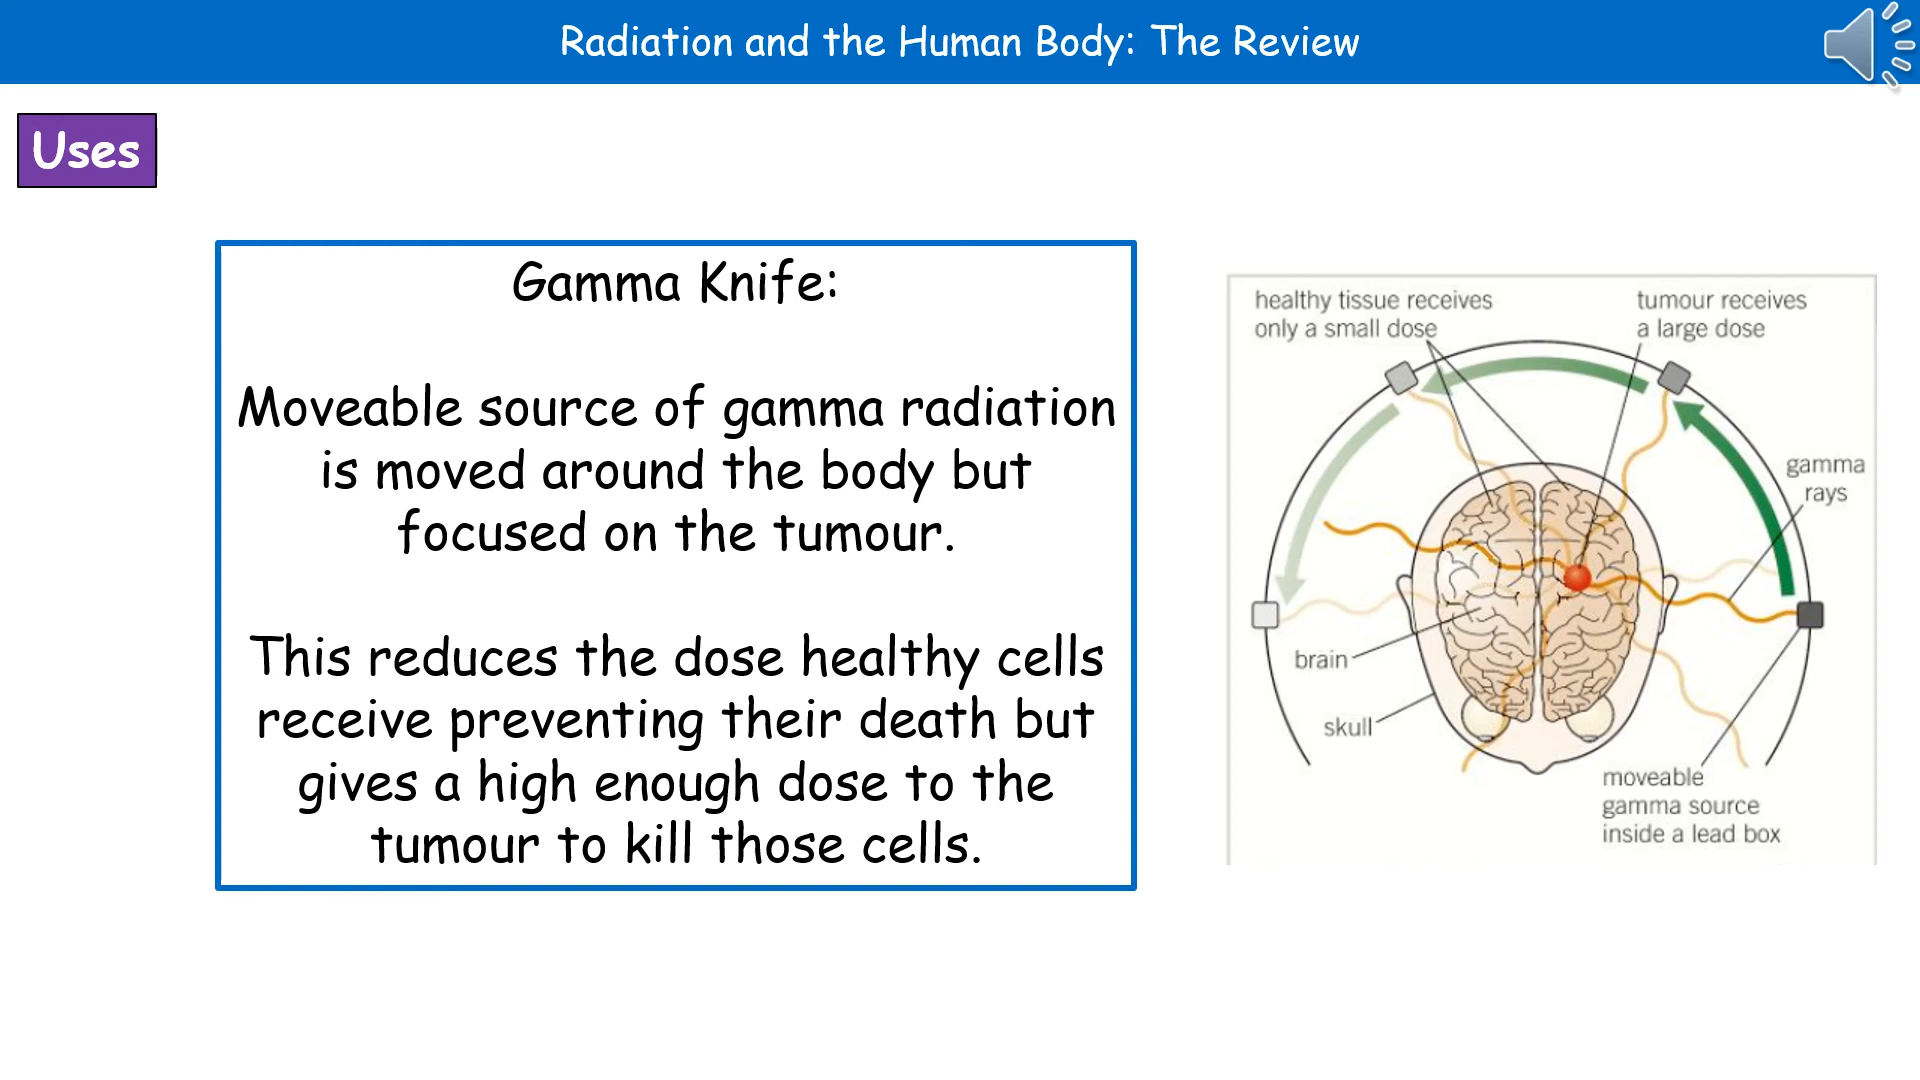 Radiation and the Human Body: The Review
Uses
Gamma Knife:
Moveable source of gamma radiation
is moved around the body but
focused on the tumour.
This reduces the dose healthy cells
receive preventing their death but
gives a high enough dose to the
tumour to kill those cells.
healthy tissue receives
only a small dose
tumour receives
a large dose
gamma
rays
brain
skull
moveable
gamma source
inside a lead box